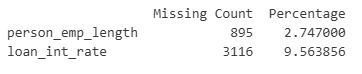 Missing Count Percentage
person_emp_length 895 2.747000
loan_int_rate 3116 9.563856